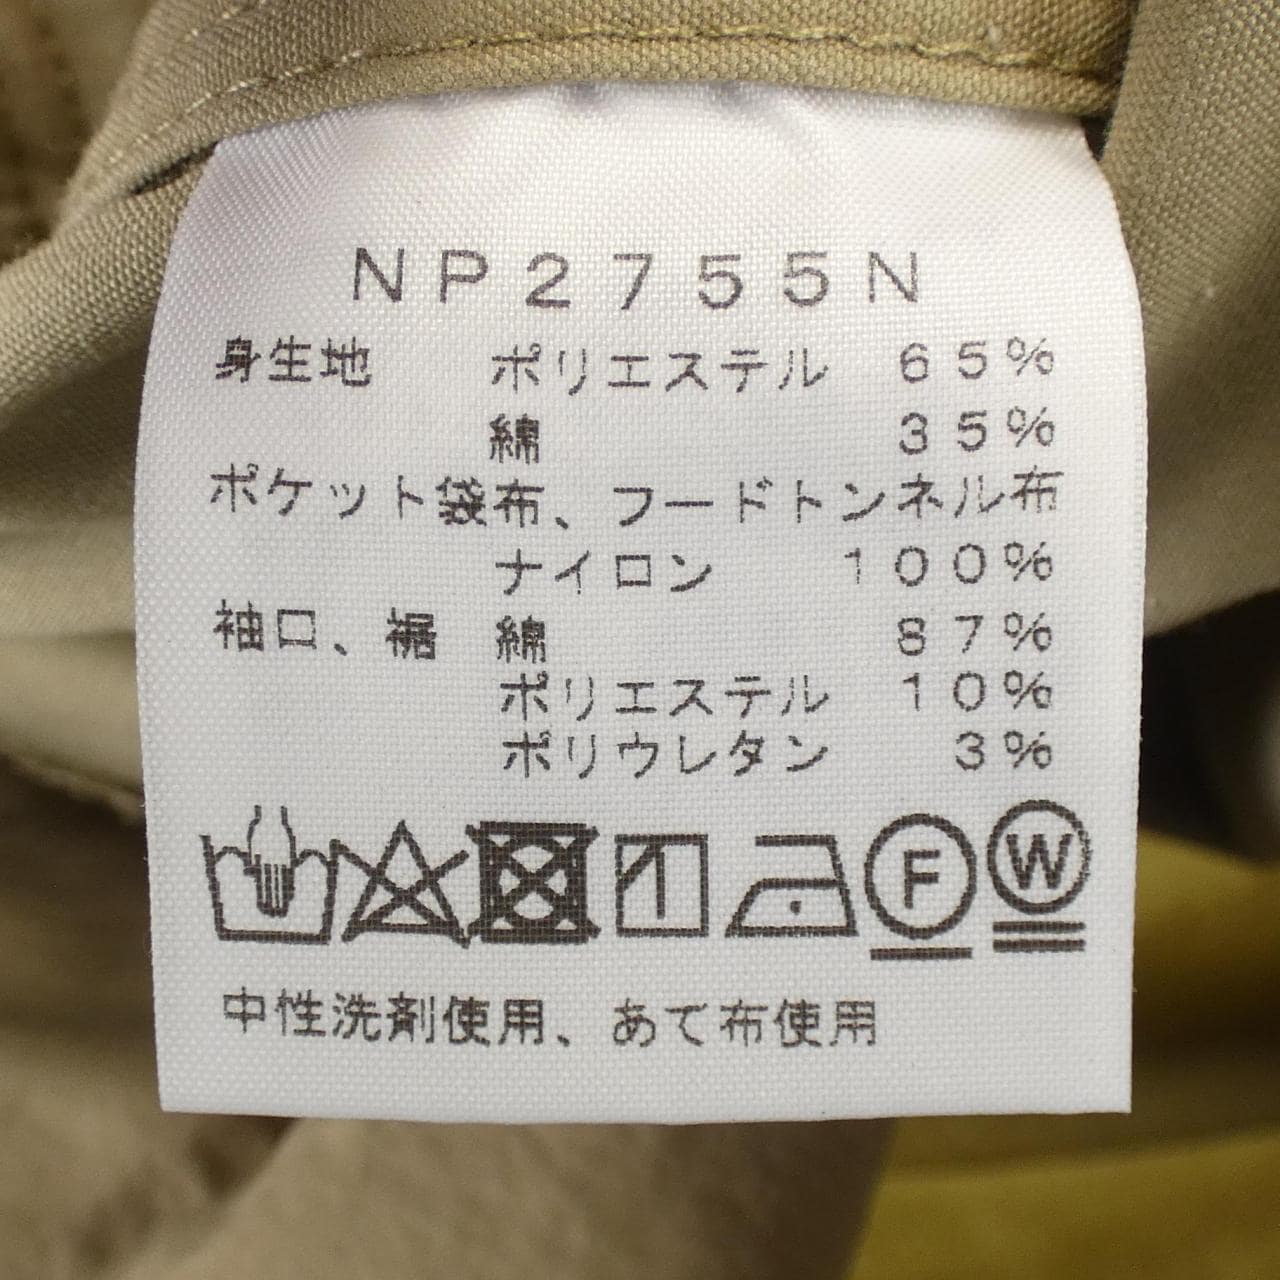 NP2755N
身生地 ポリエステル 65%
綿 35%
ポケット袋布、フードトンネル布
ナイロン 100%
袖口、裾 綿 87%
ポリエステル 10%
ポリウレタン 3%
F W
中性洗剤使用、あて布使用